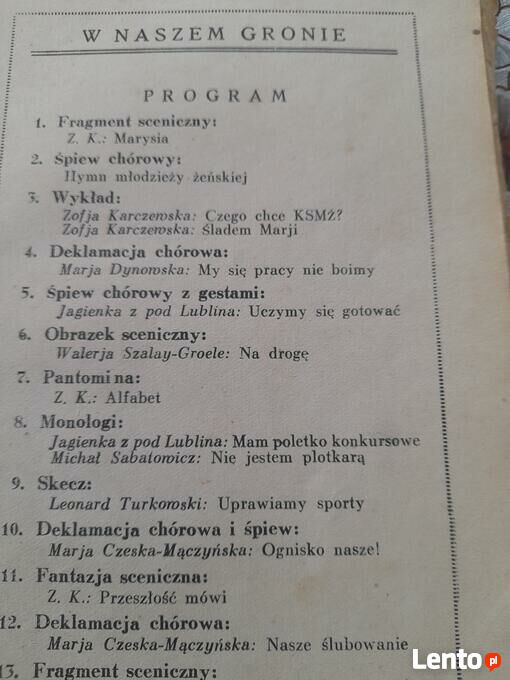 W NASZEM GRONIE
PROGRAM
1. Fragment sceniczny:
Z. K.: Marysia
2. Śpiew chórowy:
Hymn młodzieży żeńskiej
3. Wykład:
Zofja Karczewska: Czego chce KSMŻ?
Zofja Karczewska: Śladem Marji
4. Deklamacja chórowa:
Marja Dynowska: My się pracy nie boimy
5. Śpiew chórowy z gestami:
Jagienka z pod Lublina: Uczymy się gotować
6. Obrazek sceniczny:
Walerja Szalay-Groele: Na drogę
7. Pantomina:
Z. K.: Alfabet
8. Monologi:
Jagienka z pod Lublina: Mam poletko konkursowe
Michał Sabatowicz: Nie jestem plotkarą
9. Skecz:
Leonard Turkowski: Uprawiamy sporty
10. Deklamacja chórowa i śpiew:
Marja Czeska-Mączyńska: Ognisko nasze!
11. Fantazja sceniczna:
Z. K.: Przeszłość mówi
12. Deklamacja chórowa:
Marja Czeska-Mączyńska: Nasze ślubowanie
13. Fragment sceniczny:
Lento.pl